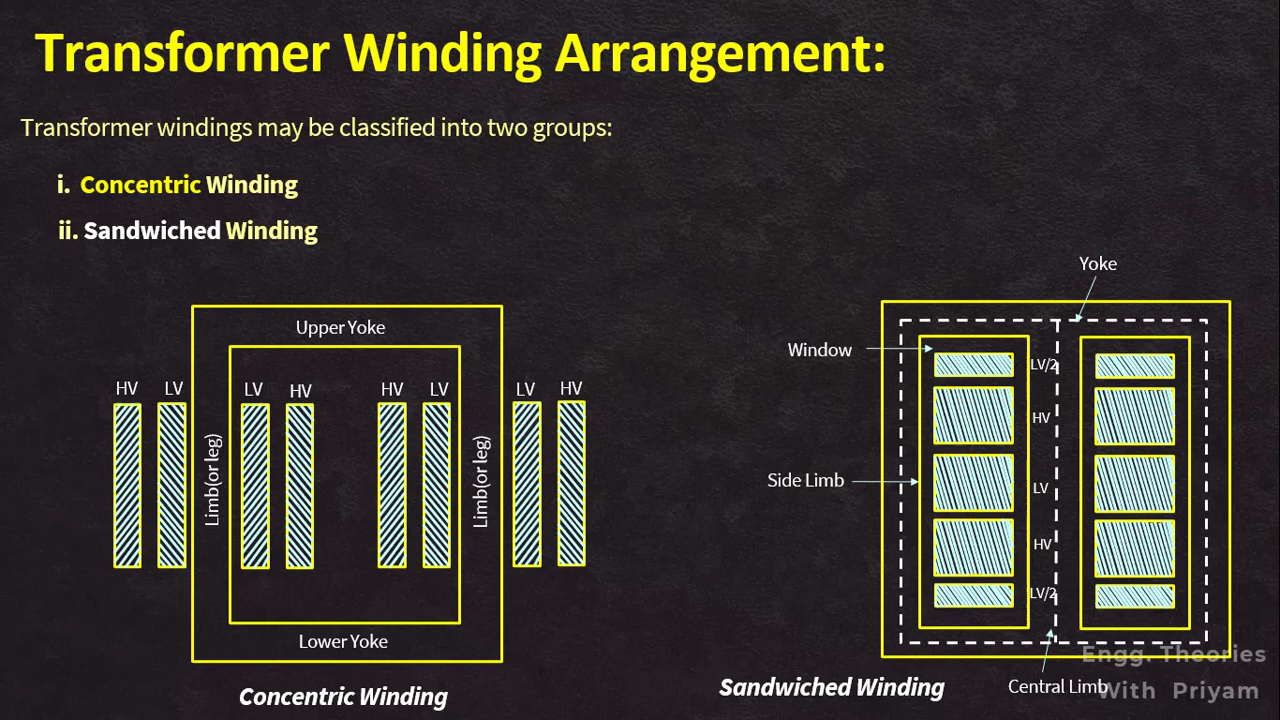 Transformer Winding Arrangement:
Transformer windings may be classified into two groups:
i. Concentric Winding
ii. Sandwiched Winding
Upper Yoke
HV LV LV HV HV LV LV HV
Limb(or leg)
Limb(or leg)
Lower Yoke
Concentric Winding
Yoke
Window
LV/2
HV
Side Limb
LV
HV
LV/2
Central Limb
Sandwiched Winding
Engg. Theories
With Priyam